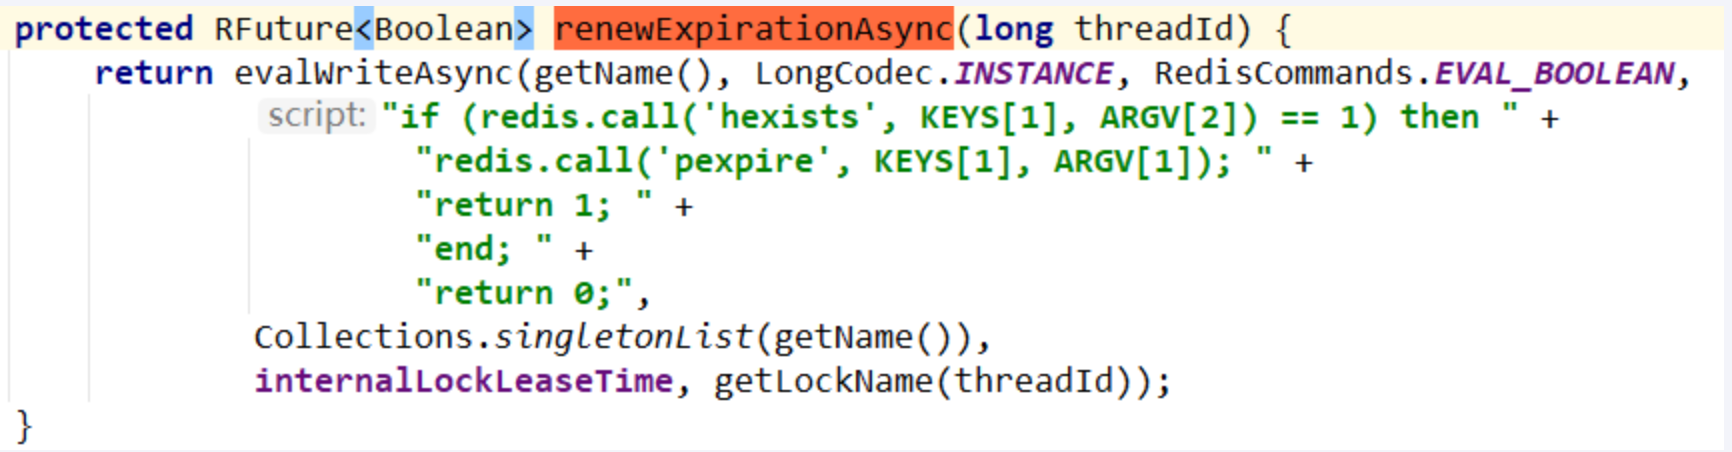 protected RFuture<Boolean> renewExpirationAsync(long threadId) {
return evalWriteAsync(getName(), LongCodec.INSTANCE, RedisCommands.EVAL_BOOLEAN,
script: "if (redis.call('hexists', KEYS[1], ARGV[2]) == 1) then " +
"redis.call('pexpire', KEYS[1], ARGV[1]); " +
"return 1; " +
"end; " +
"return 0;",
Collections.singletonList(getName()),
internalLockLeaseTime, getLockName(threadId));
}